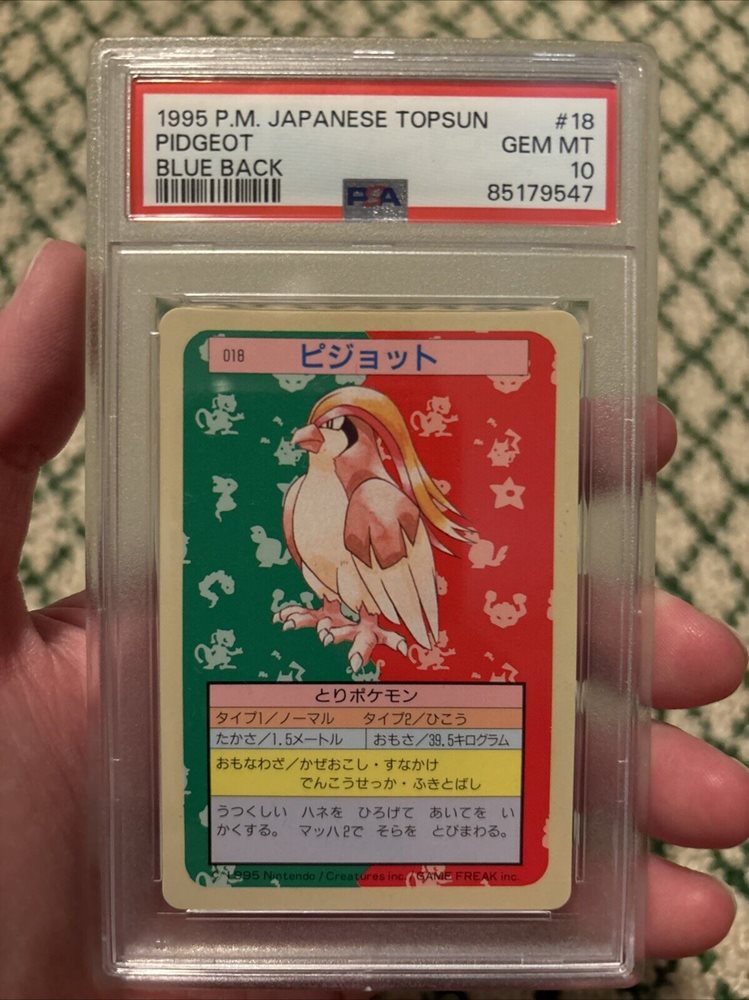 1995 P.M. JAPANESE TOPSUN #18
PIDGEOT GEM MT
BLUE BACK 10
PSA 85179547
018 ピジョット
とりポケモン
タイプ1/ノーマル タイプ2/ひこう
たかさ/1.5メートル おもさ/39.5キログラム
おもなわざ/かぜおこし・すなかけ
でんこうせっか・ふきとばし
うつくしい ハネを ひろげて あいてを い
かくする。 マッハ2で そらを とびまわる。
© 1995 Nintendo / Creatures inc. / GAME FREAK inc.